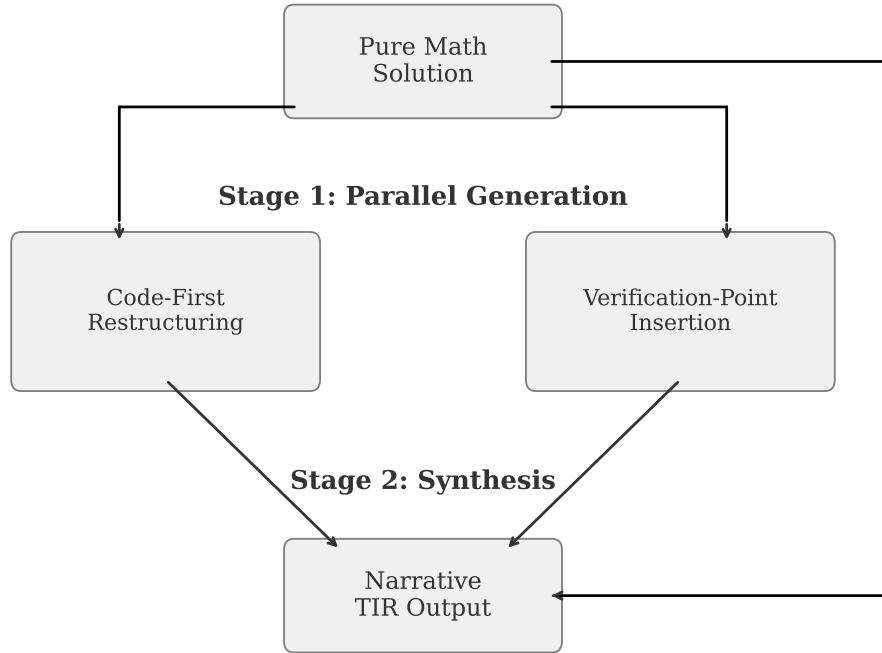 Pure Math
Solution
Stage 1: Parallel Generation
Code-First
Restructuring
Verification-Point
Insertion
Stage 2: Synthesis
Narrative
TIR Output